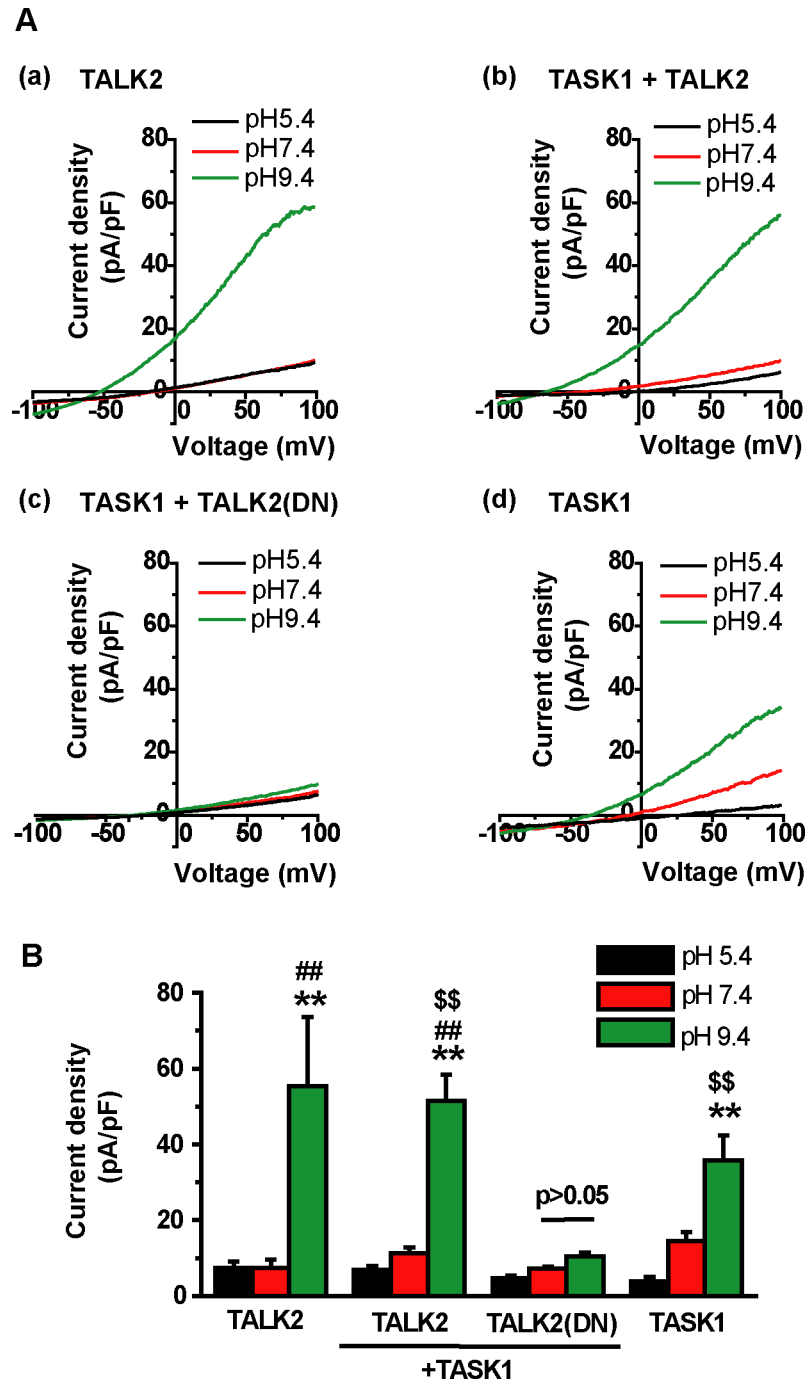 A
(a) TALK2
pH5.4
pH7.4
pH9.4
Current density
(pA/pF)
80
60
40
20
0
-100 -50 0 50 100
Voltage (mV)
(b) TASK1 + TALK2
pH5.4
pH7.4
pH9.4
Current density
(pA/pF)
80
60
40
20
0
-100 -50 0 50 100
Voltage (mV)
(c) TASK1 + TALK2(DN)
pH5.4
pH7.4
pH9.4
Current density
(pA/pF)
80
60
40
20
0
-100 -50 0 50 100
Voltage (mV)
(d) TASK1
pH5.4
pH7.4
pH9.4
Current density
(pA/pF)
80
60
40
20
0
-100 -50 0 50 100
Voltage (mV)
B
pH 5.4
pH 7.4
pH 9.4
Current density
(pA/pF)
80
60
40
20
0
##
**
$$
##
**
p>0.05
$$
**
TALK2 TALK2 TALK2(DN) TASK1
+TASK1